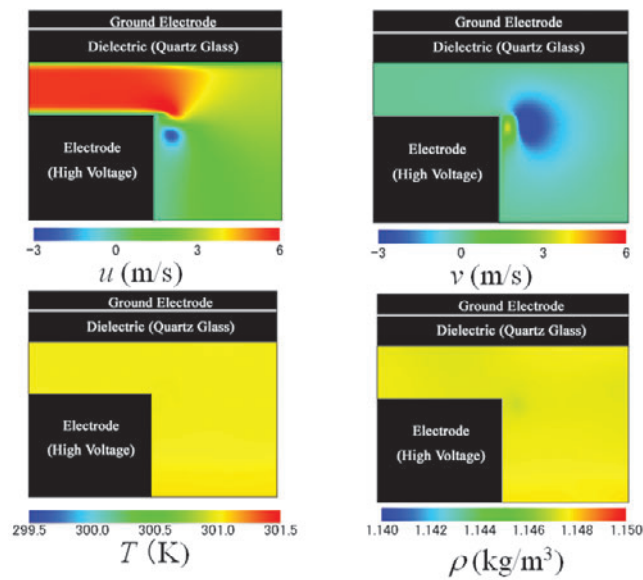 Ground Electrode
Dielectric (Quartz Glass)
Electrode
(High Voltage)
−3 0 3 6
u (m/s)
Ground Electrode
Dielectric (Quartz Glass)
Electrode
(High Voltage)
−3 0 3 6
v (m/s)
Ground Electrode
Dielectric (Quartz Glass)
Electrode
(High Voltage)
299.5 300.0 300.5 301.0 301.5
T (K)
Ground Electrode
Dielectric (Quartz Glass)
Electrode
(High Voltage)
1.140 1.142 1.144 1.146 1.148 1.150
ρ (kg/m³)